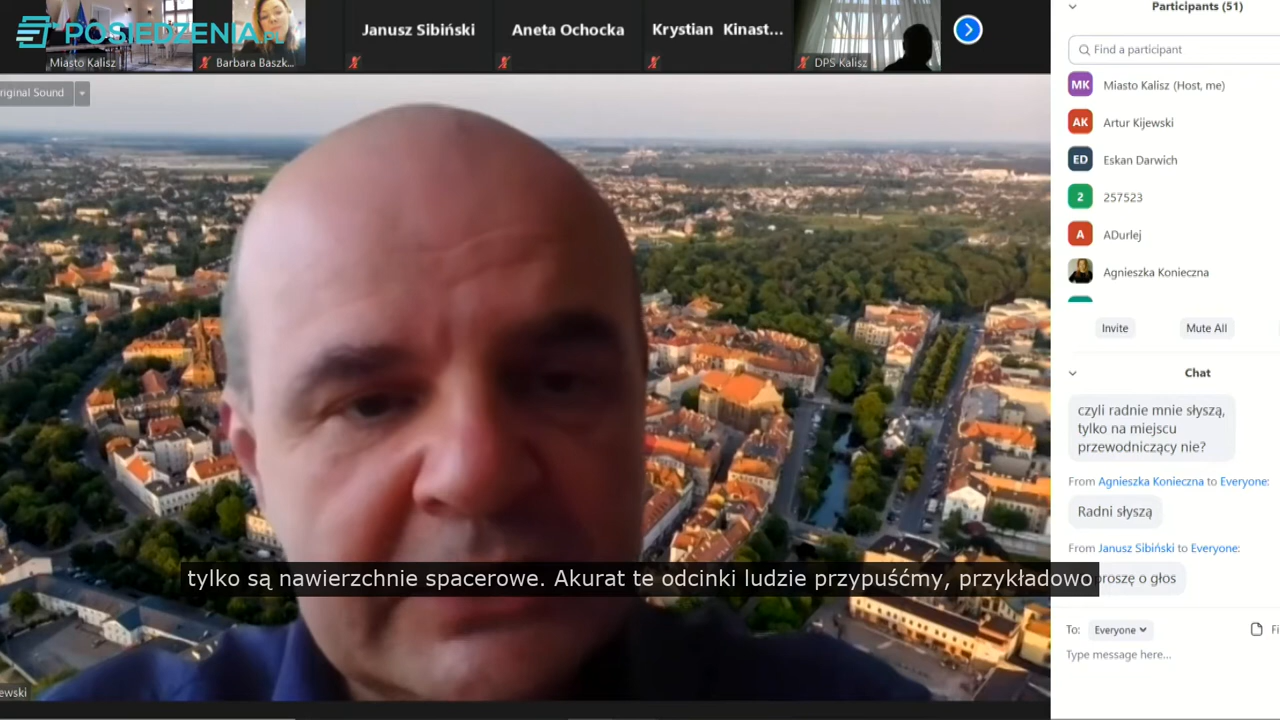 POSIEDZENIA.PL
Miasto Kalisz
Barbara Baszk...
Janusz Sibiński
Aneta Ochocka
Krystian Kinast...
DPS Kalisz
riginal Sound
ewski
tylko są nawierzchnie spacerowe. Akurat te odcinki ludzie przypuśćmy, przykładowo
Participants (51)
Find a participant
MK Miasto Kalisz (Host, me)
AK Artur Kijewski
ED Eskan Darwich
2 257523
A ADurlej
Agnieszka Konieczna
Invite Mute All
Chat
czyli radnie mnie słyszą,
tylko na miejscu
przewodniczący nie?
From Agnieszka Konieczna to Everyone:
Radni słyszą
From Janusz Sibiński to Everyone:
proszę o głos
To: Everyone Fi
Type message here...